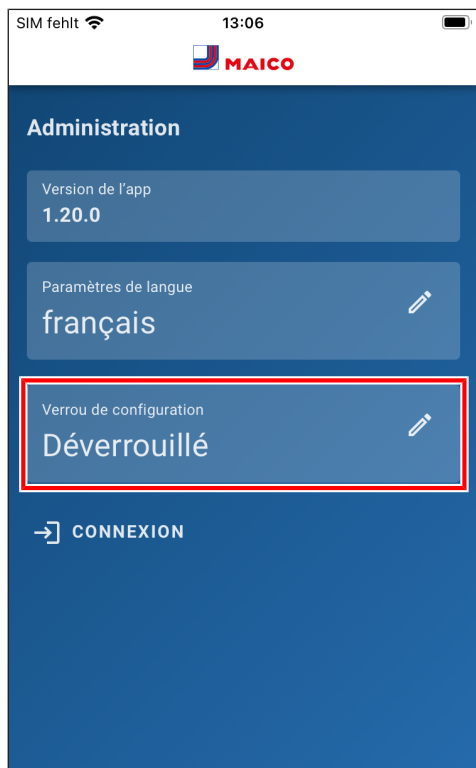 SIM fehlt 13:06
MAICO
Administration
Version de l’app
1.20.0
Paramètres de langue
français
Verrou de configuration
Déverrouillé
CONNEXION